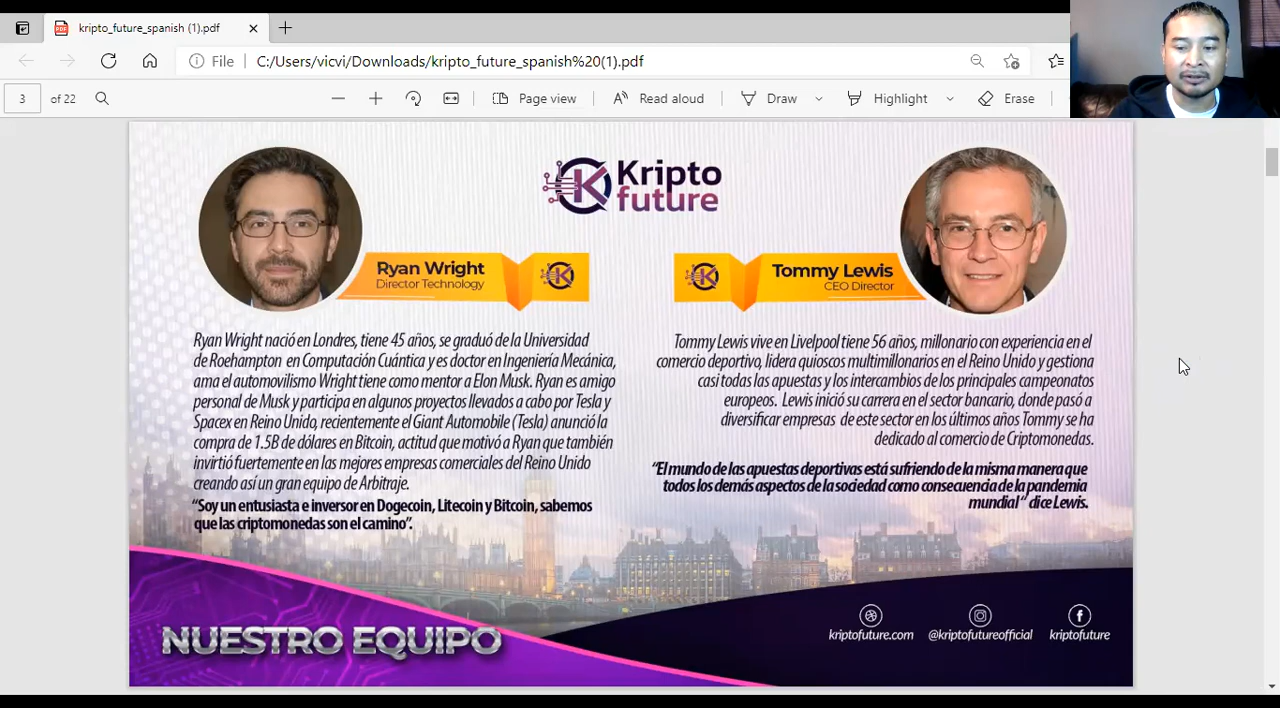 kripto_future_spanish (1).pdf
File
C:/Users/vicvi/Downloads/kripto_future_spanish%20(1).pdf
3 of 22
Page view
Read aloud
Draw
Highlight
Erase
Kripto
future
Ryan Wright
Director Technology
Ryan Wright nació en Londres, tiene 45 años, se graduó de la Universidad
de Roehampton en Computación Cuántica y es doctor en Ingeniería Mecánica,
ama el automovilismo Wright tiene como mentor a Elon Musk. Ryan es amigo
personal de Musk y participa en algunos proyectos llevados a cabo por Tesla y
Spacex en Reino Unido, recientemente el Giant Automobile (Tesla) anunció la
compra de 1.5B de dólares en Bitcoin, actitud que motivó a Ryan que también
invirtió fuertemente en las mejores empresas comerciales del Reino Unido
creando así un gran equipo de Arbitraje.
“Soy un entusiasta e inversor en Dogecoin, Litecoin y Bitcoin, sabemos
que las criptomonedas son el camino”.
Tommy Lewis
CEO Director
Tommy Lewis vive en Livelpool tiene 56 años, millonario con experiencia en el
comercio deportivo, lidera quioscos multimillonarios en el Reino Unido y gestiona
casi todas las apuestas y los intercambios de los principales campeonatos
europeos. Lewis inició su carrera en el sector bancario, donde pasó a
diversificar empresas de este sector en los últimos años Tommy se ha
dedicado al comercio de Criptomonedas.
“El mundo de las apuestas deportivas está sufriendo de la misma manera que
todos los demás aspectos de la sociedad como consecuencia de la pandemia
mundial“ dice Lewis.
NUESTRO EQUIPO
kriptofuture.com
@kriptofutureofficial
kriptofuture